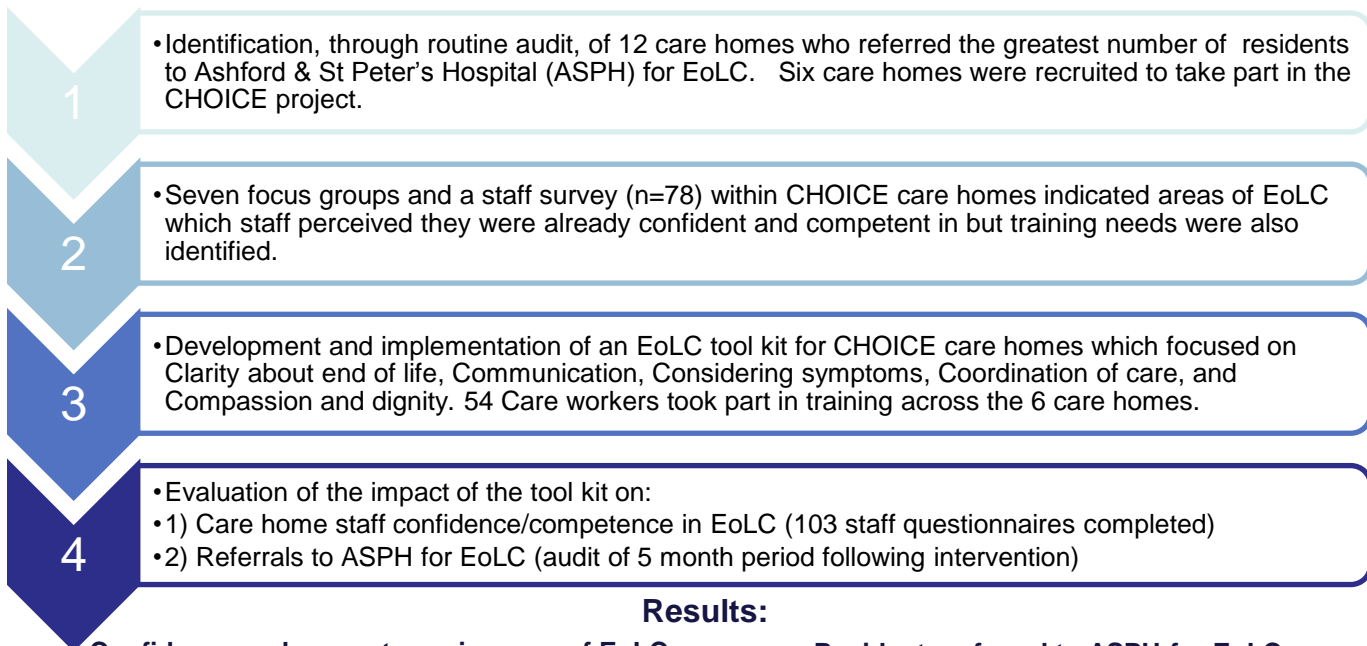 1
•Identification, through routine audit, of 12 care homes who referred the greatest number of residents
to Ashford & St Peter's Hospital (ASPH) for EoLC. Six care homes were recruited to take part in the
CHOICE project.
2
•Seven focus groups and a staff survey (n=78) within CHOICE care homes indicated areas of EoLC
which staff perceived they were already confident and competent in but training needs were also
identified.
3
•Development and implementation of an EoLC tool kit for CHOICE care homes which focused on
Clarity about end of life, Communication, Considering symptoms, Coordination of care, and
Compassion and dignity. 54 Care workers took part in training across the 6 care homes.
4
•Evaluation of the impact of the tool kit on:
•1) Care home staff confidence/competence in EoLC (103 staff questionnaires completed)
•2) Referrals to ASPH for EoLC (audit of 5 month period following intervention)
Results: